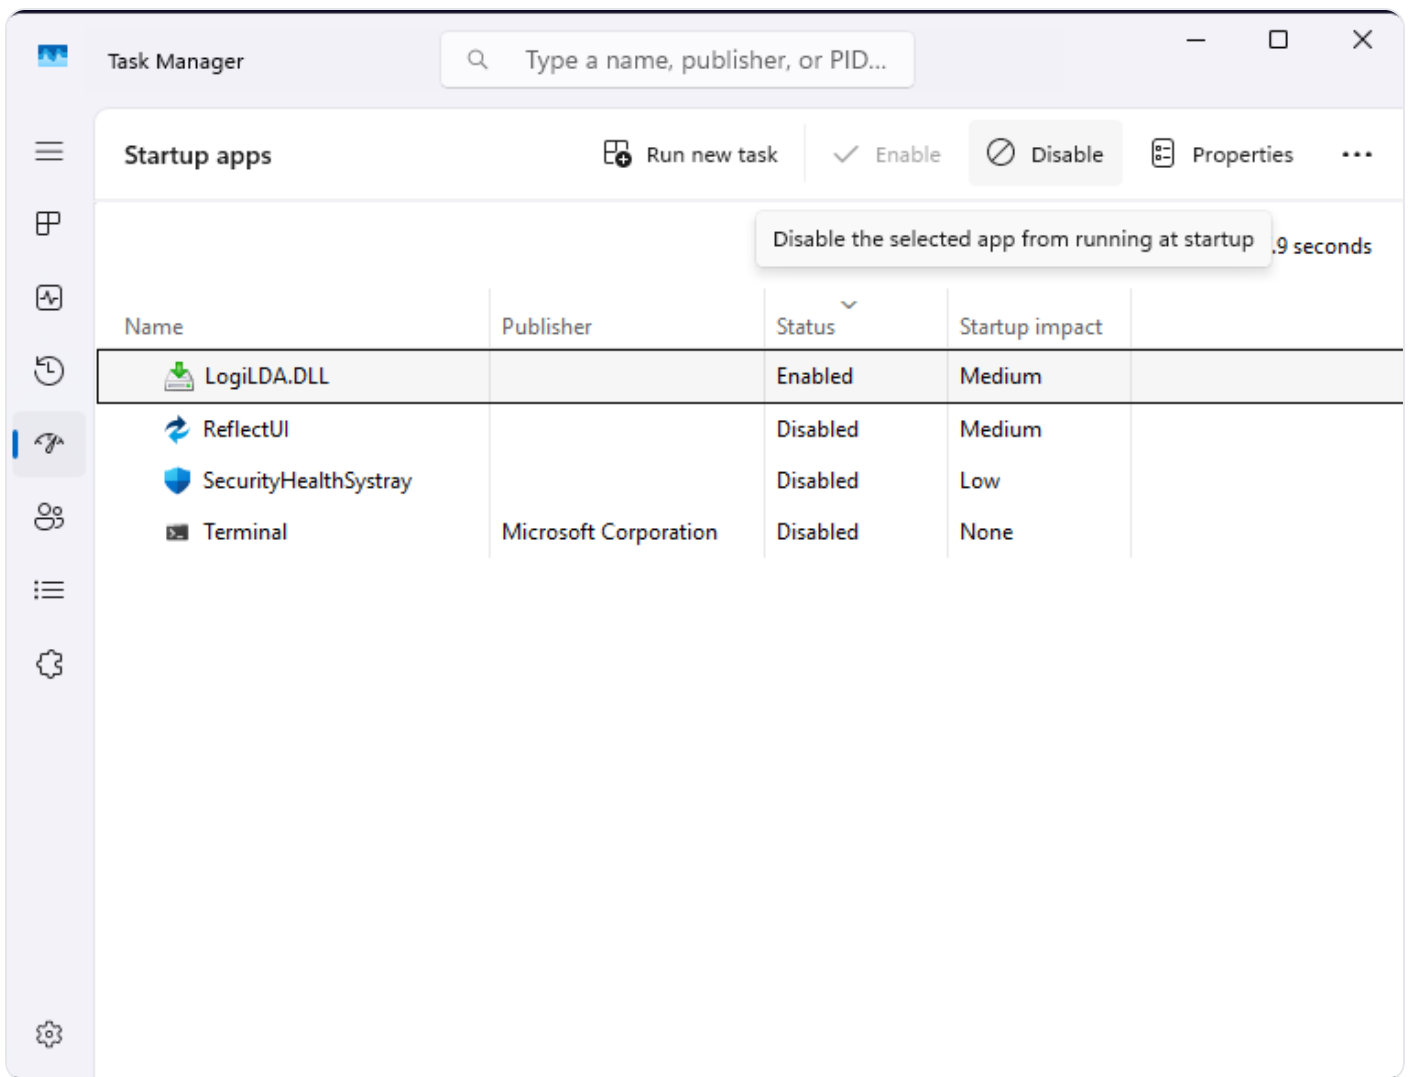 Task Manager
Type a name, publisher, or PID...
Startup apps
Run new task
Enable
Disable
Properties
Disable the selected app from running at startup
.9 seconds
Name Publisher Status Startup impact
LogiLDA.DLL Enabled Medium
ReflectUI Disabled Medium
SecurityHealthSystray Disabled Low
Terminal Microsoft Corporation Disabled None